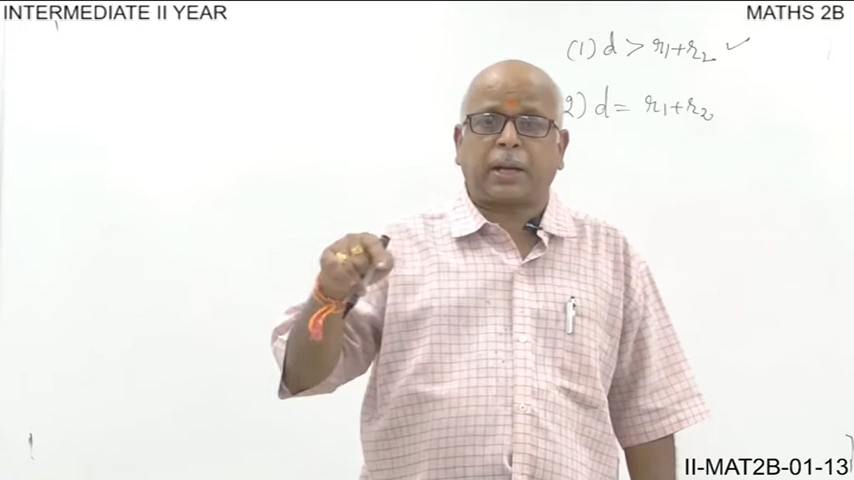 INTERMEDIATE II YEAR
MATHS 2B
(1) d > r₁+r₂ ✓
2) d = r₁+r₂
II-MAT2B-01-13